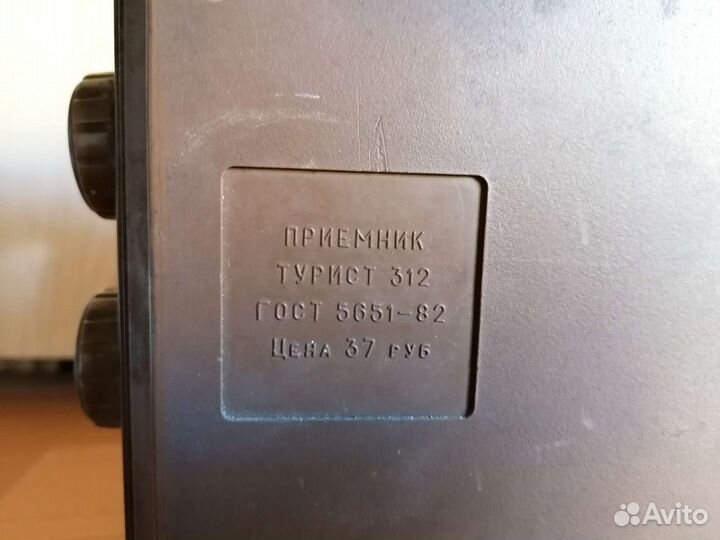 ПРИЕМНИК
ТУРИСТ 312
ГОСТ 5651-82
ЦЕНА 37 РУБ
Avito